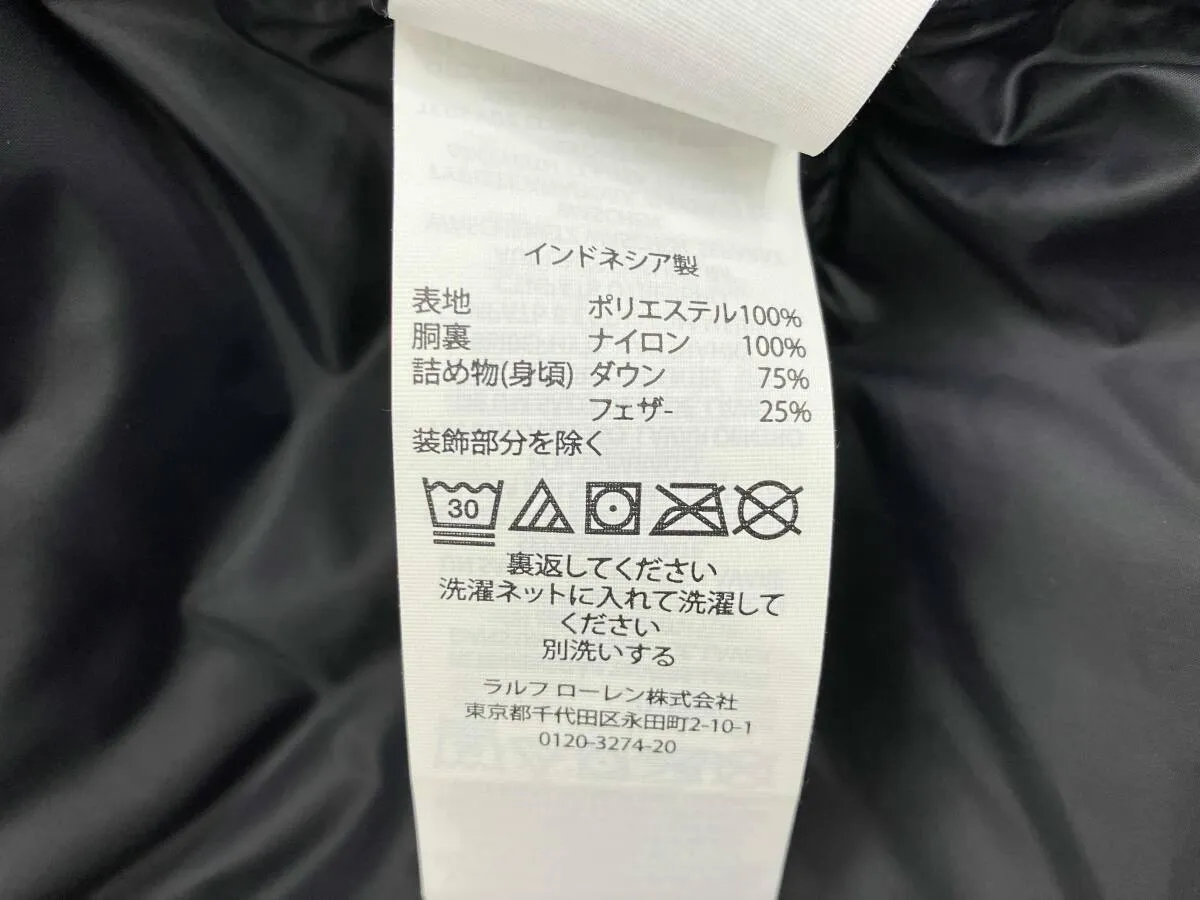 インドネシア製
表地 ポリエステル100%
胴裏 ナイロン 100%
詰め物(身頃) ダウン 75%
フェザ- 25%
装飾部分を除く
30
裏返してください
洗濯ネットに入れて洗濯して
ください
別洗いする
ラルフ ローレン株式会社
東京都千代田区永田町2-10-1
0120-3274-20